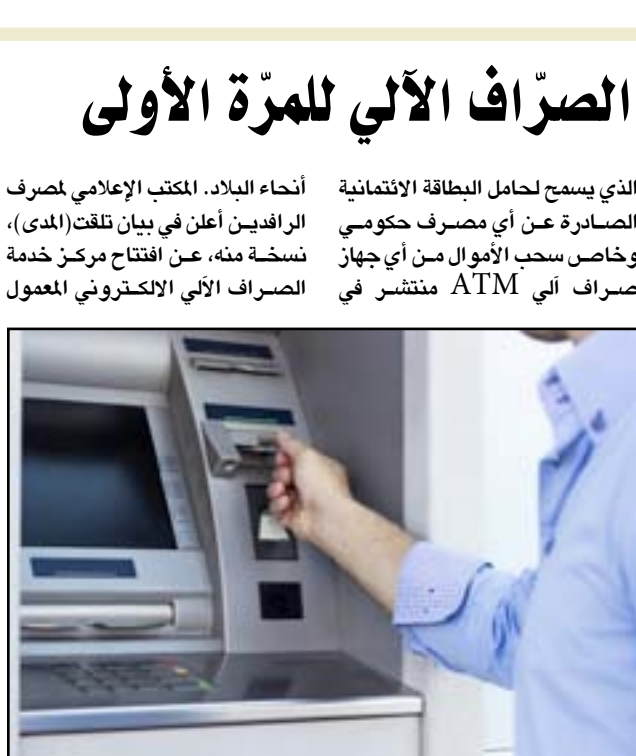 الصرّاف الآلي للمرّة الأولى
الذي يسمح لحامل البطاقة الائتمانية
الصادرة عن أي مصرف حكومي
وخاص سحب الأموال من أي جهاز
صراف آلي ATM منتشر في
أنحاء البلاد. المكتب الإعلامي لمصرف
الرافدين أعلن في بيان تلقت(المدى)،
نسخة منه، عن افتتاح مركز خدمة
الصراف الآلي الالكتروني المعمول